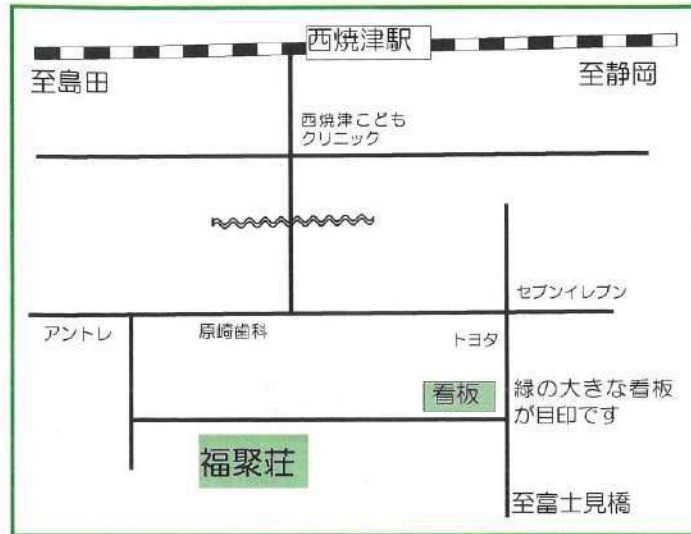 西焼津駅
至島田
至静岡
西焼津こども
クリニック
セブンイレブン
アントレ
原崎歯科
トヨタ
看板
緑の大きな看板
が目印です
福聚荘
至富士見橋